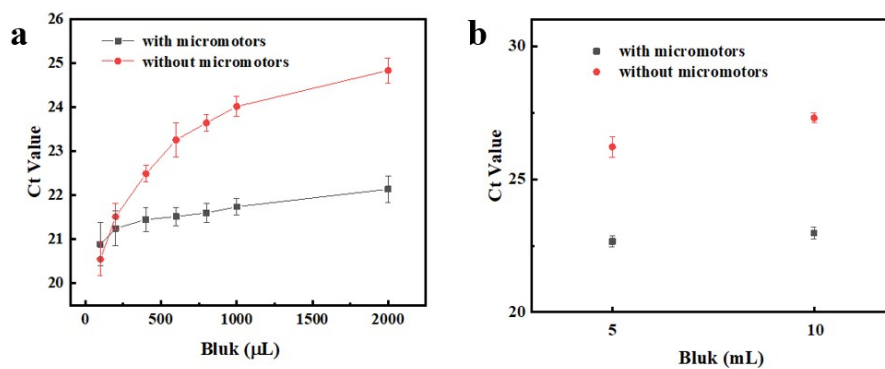 a
with micromotors
without micromotors
Ct Value
26
25
24
23
22
21
20
0
500
1000
1500
2000
Bluk (μL)
b
with micromotors
without micromotors
Ct Value
30
25
20
5
10
Bluk (mL)